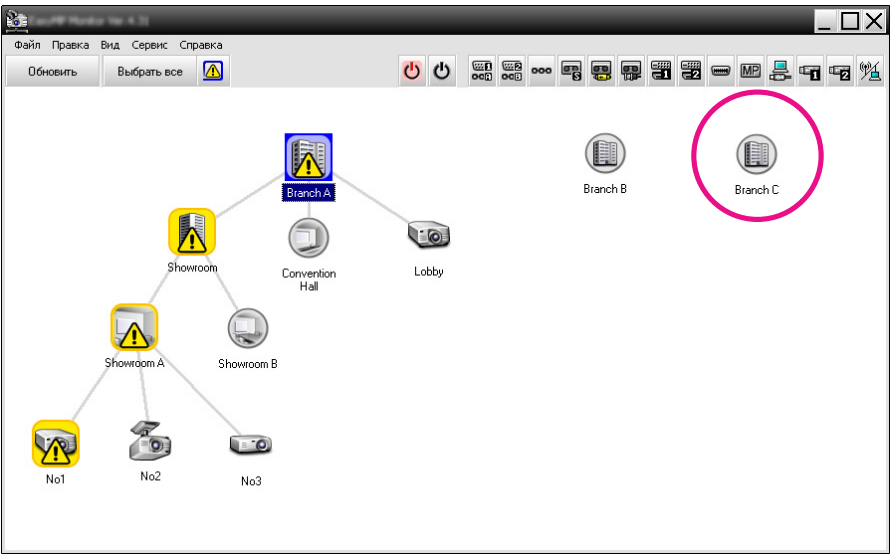 Файл Правка Вид Сервис Справка
Обновить Выбрать все
MP
Branch A
Branch B
Branch C
Showroom
Convention
Hall
Lobby
Showroom A
Showroom B
No1
No2
No3